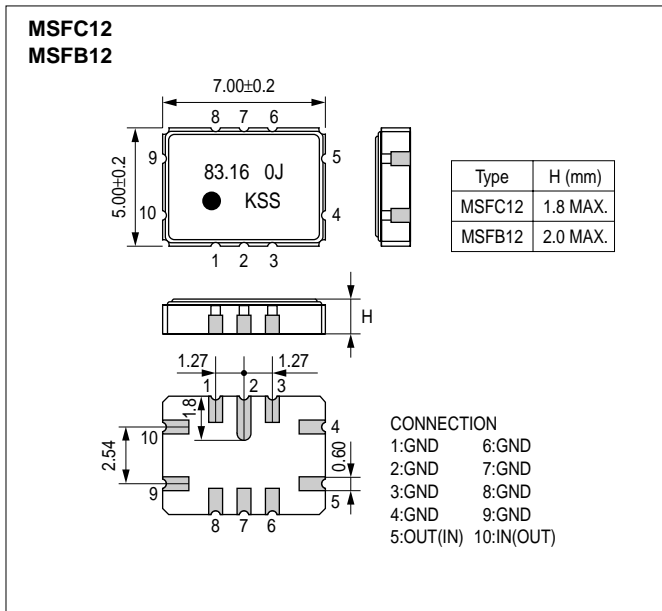 MSFC12
MSFB12
7.00±0.2
8 7 6
5.00±0.2
9
5
83.16 0J
KSS
10
4
1 2 3
Type H (mm)
MSFC12 1.8 MAX.
MSFB12 2.0 MAX.
H
1.27 1.27
1 2 3
1.8
10
4
2.54
0.60
9
5
8 7 6
CONNECTION
1:GND 6:GND
2:GND 7:GND
3:GND 8:GND
4:GND 9:GND
5:OUT(IN) 10:IN(OUT)